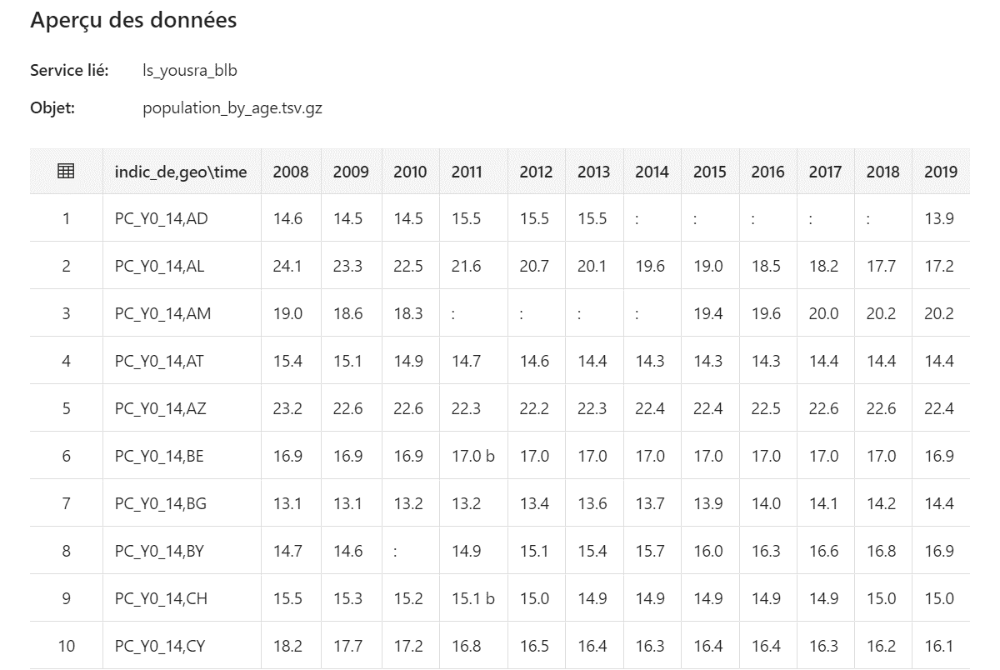 Aperçu des données
Service lié: ls_yousra_blb
Objet: population_by_age.tsv.gz
indic_de,geo\time 2008 2009 2010 2011 2012 2013 2014 2015 2016 2017 2018 2019
1 PC_Y0_14,AD 14.6 14.5 14.5 15.5 15.5 15.5 : : : : : 13.9
2 PC_Y0_14,AL 24.1 23.3 22.5 21.6 20.7 20.1 19.6 19.0 18.5 18.2 17.7 17.2
3 PC_Y0_14,AM 19.0 18.6 18.3 : : : : 19.4 19.6 20.0 20.2 20.2
4 PC_Y0_14,AT 15.4 15.1 14.9 14.7 14.6 14.4 14.3 14.3 14.3 14.4 14.4 14.4
5 PC_Y0_14,AZ 23.2 22.6 22.6 22.3 22.2 22.3 22.4 22.4 22.5 22.6 22.6 22.4
6 PC_Y0_14,BE 16.9 16.9 16.9 17.0 b 17.0 17.0 17.0 17.0 17.0 17.0 17.0 16.9
7 PC_Y0_14,BG 13.1 13.1 13.2 13.2 13.4 13.6 13.7 13.9 14.0 14.1 14.2 14.4
8 PC_Y0_14,BY 14.7 14.6 : 14.9 15.1 15.4 15.7 16.0 16.3 16.6 16.8 16.9
9 PC_Y0_14,CH 15.5 15.3 15.2 15.1 b 15.0 14.9 14.9 14.9 14.9 14.9 15.0 15.0
10 PC_Y0_14,CY 18.2 17.7 17.2 16.8 16.5 16.4 16.3 16.4 16.4 16.3 16.2 16.1